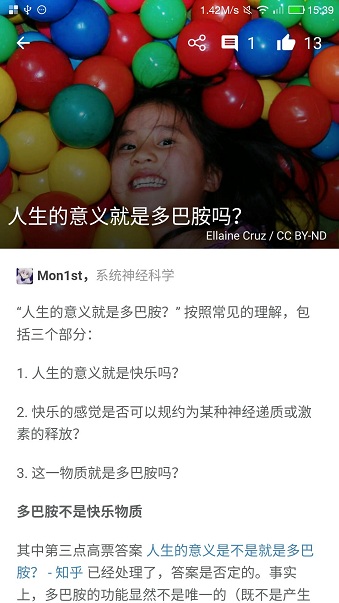 1.42M/s 15:39
1 13
人生的意义就是多巴胺吗?
Ellaine Cruz / CC BY-ND
Mon1st，系统神经科学
“人生的意义就是多巴胺？” 按照常见的理解，包
括三个部分：
1. 人生的意义就是快乐吗？
2. 快乐的感觉是否可以规约为某种神经递质或激
素的释放？
3. 这一物质就是多巴胺吗？
多巴胺不是快乐物质
其中第三点高票答案 人生的意义是不是就是多巴
胺？ - 知乎 已经处理了，答案是否定的。事实
上，多巴胺的功能显然不是唯一的（既不是产生